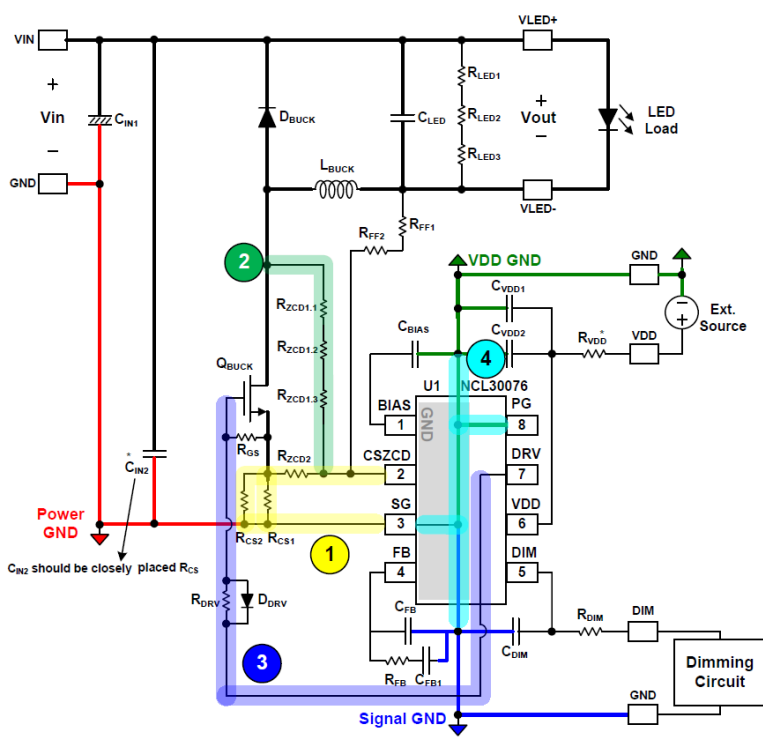 VIN
VLED+
+
Vin
−
CIN1
DBUCK
CLED
RLED1
RLED2
RLED3
+
Vout
−
LED
Load
GND
LBUCK
VLED-
RFF2
RFF1
2
VDD GND
GND
RZCD1.1
RZCD1.2
RZCD1.3
CVDD1
CBIAS
CVDD2
RVDD*
VDD
− +
Ext.
Source
4
QBUCK
U1
NCL30076
BIAS
1
GND
PG
8
RGS
CSZCD
2
DRV
7
RZCD2
*
CIN2
SG
3
VDD
6
Power
GND
RCS2
RCS1
1
CIN2 should be closely placed RCS
FB
4
DIM
5
RDRV
DDRV
CFB
RFB
CFB1
CDIM
RDIM
DIM
3
Dimming
Circuit
Signal GND
GND